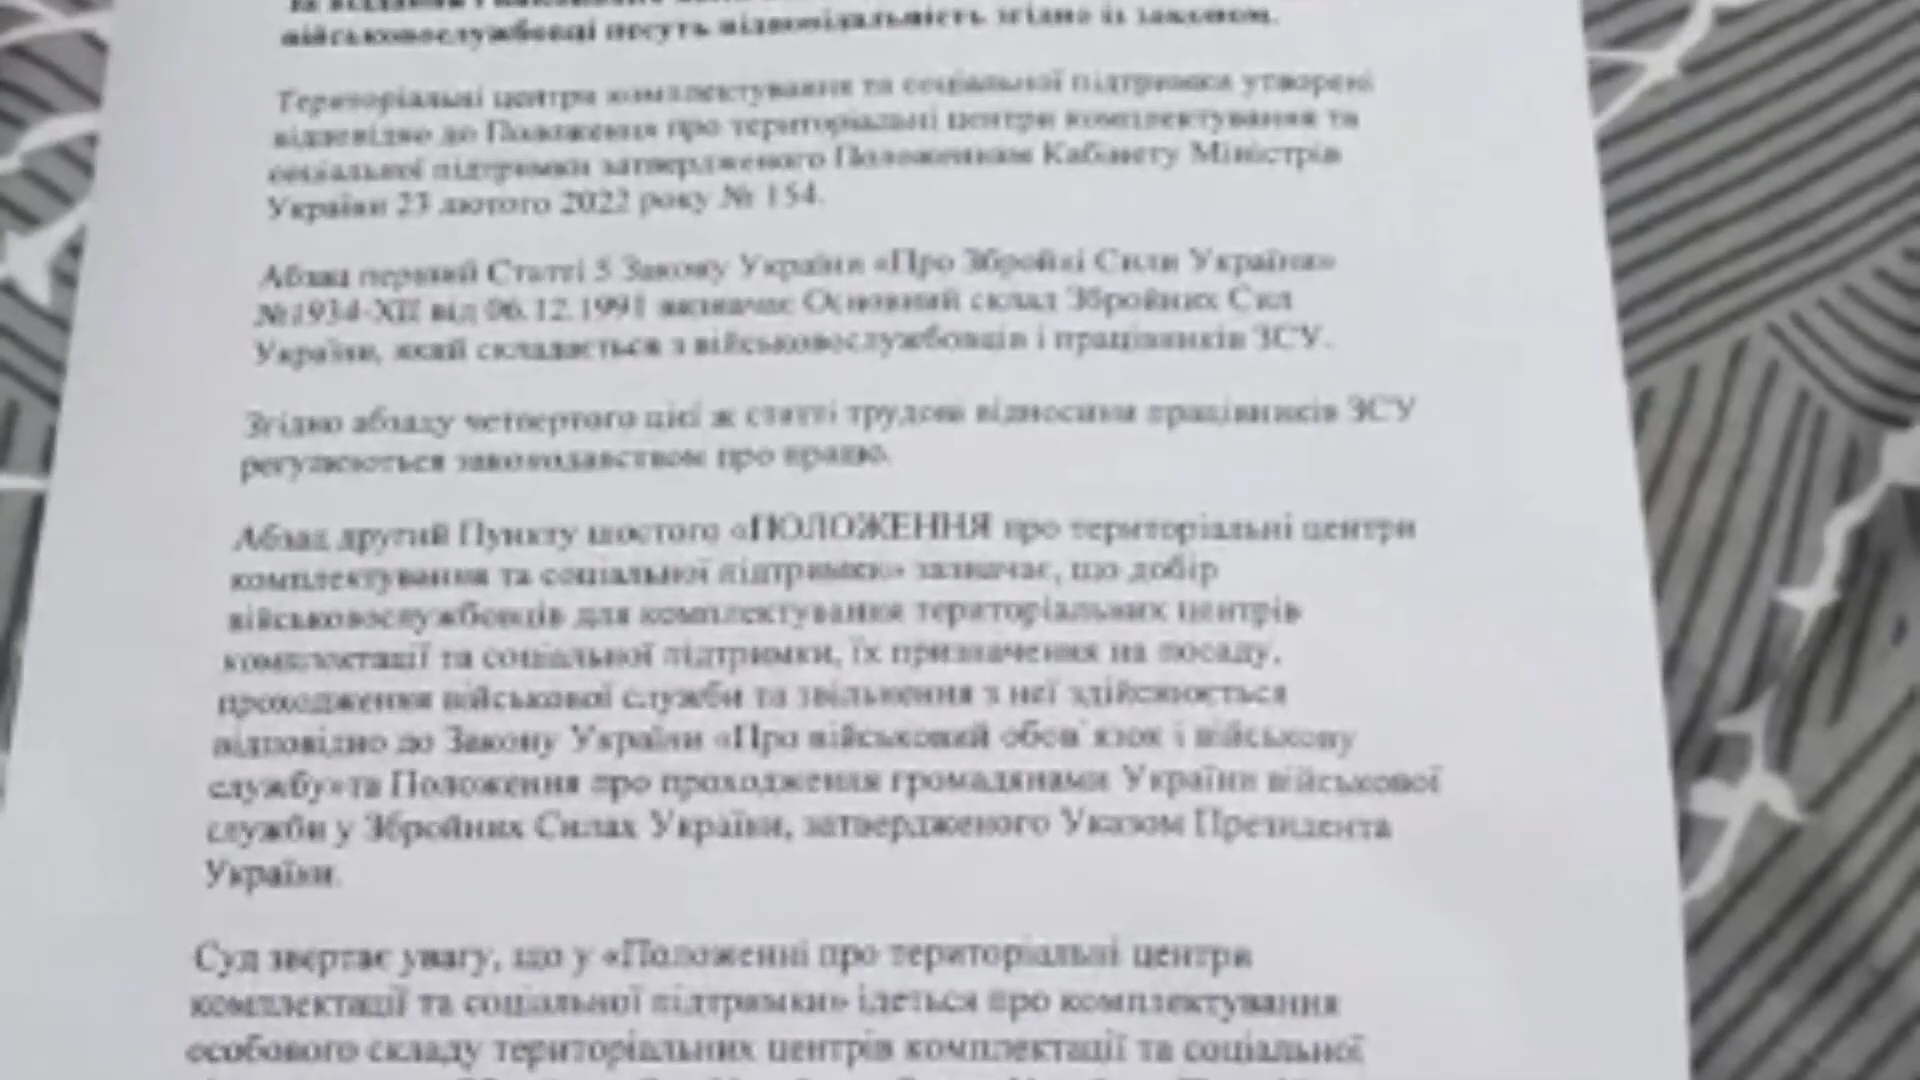 військовослужбовці несуть відповідальність згідно із законом.
Територіальні центри комплектування та соціальної підтримки утворені
відповідно до Положення про територіальні центри комплектування та
соціальної підтримки затвердженого Положенням Кабінету Міністрів
України 23 лютого 2022 року № 154.
Абзац перший Статті 5 Закону України «Про Збройні Сили України»
№1934-XII від 06.12.1991 визначає Основний склад Збройних Сил
України, який складається з військовослужбовців і працівників ЗСУ.
Згідно абзацу четвертого цієї ж статті трудові відносини працівників ЗСУ
регулюються законодавством про працю.
Абзац другий Пункту шостого «ПОЛОЖЕННЯ про територіальні центри
комплектування та соціальної підтримки» зазначає, що добір
військовослужбовців для комплектування територіальних центрів
комплектації та соціальної підтримки, їх призначення на посаду,
проходження військової служби та звільнення з неї здійснюється
відповідно до Закону України «Про військовий обов`язок і військову
службу»та Положення про проходження громадянами України військової
служби у Збройних Силах України, затвердженого Указом Президента
України.
Суд звертає увагу, що у «Положенні про територіальні центри
комплектації та соціальної підтримки» ідеться про комплектування
особового складу територіальних центрів комплектації та соціальної